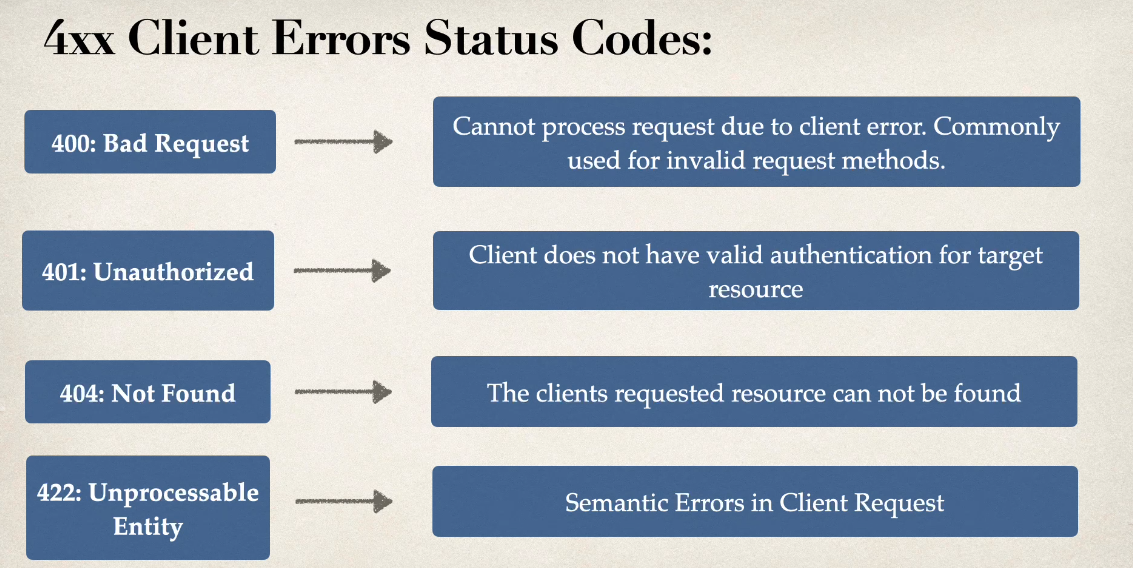 4xx Client Errors Status Codes:
400: Bad Request
Cannot process request due to client error. Commonly
used for invalid request methods.
401: Unauthorized
Client does not have valid authentication for target
resource
404: Not Found
The clients requested resource can not be found
422: Unprocessable
Entity
Semantic Errors in Client Request